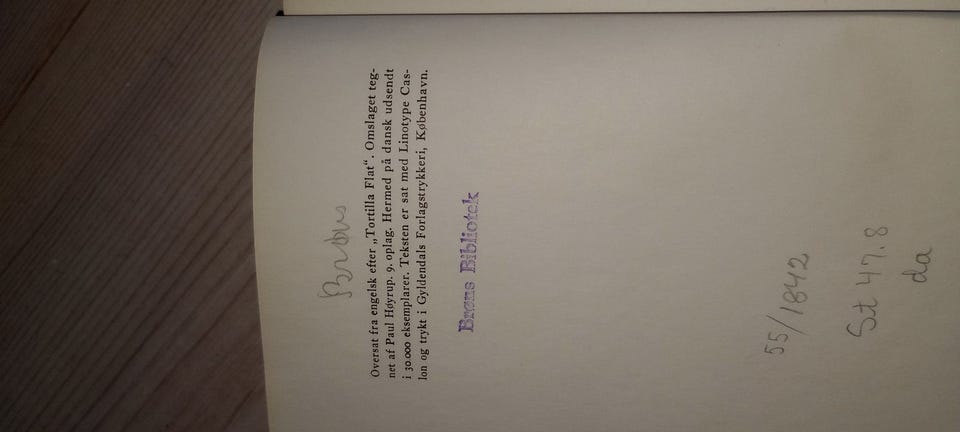 Brøns
Oversat fra engelsk efter „Tortilla Flat“. Omslaget teg-
net af Paul Høyrup. 9. oplag. Hermed på dansk udsendt
i 30.000 eksemplarer. Teksten er sat med Linotype Cas-
lon og trykt i Gyldendals Forlagstrykkeri, København.
Brøns Bibliotek
55/1842
St 47.8
da